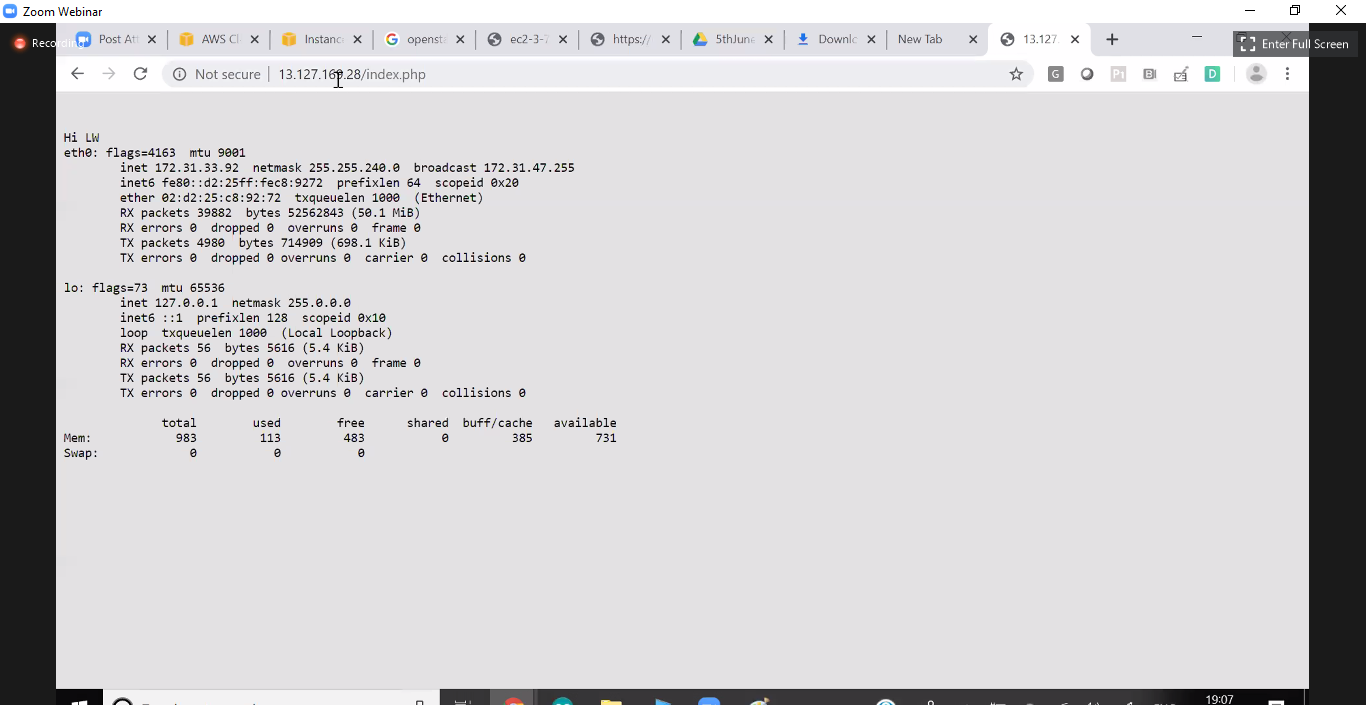 Zoom Webinar
Recording
Post Att
AWS Cl
Instance
opensta
ec2-3-7
https://
5thJune
Downlo
New Tab
13.127.
Enter Full Screen
Not secure | 13.127.169.28/index.php
Hi LW
eth0: flags=4163 mtu 9001
inet 172.31.33.92 netmask 255.255.240.0 broadcast 172.31.47.255
inet6 fe80::d2:25ff:fec8:9272 prefixlen 64 scopeid 0x20
ether 02:d2:25:c8:92:72 txqueuelen 1000 (Ethernet)
RX packets 39882 bytes 52562843 (50.1 MiB)
RX errors 0 dropped 0 overruns 0 frame 0
TX packets 4980 bytes 714909 (698.1 KiB)
TX errors 0 dropped 0 overruns 0 carrier 0 collisions 0
lo: flags=73 mtu 65536
inet 127.0.0.1 netmask 255.0.0.0
inet6 ::1 prefixlen 128 scopeid 0x10
loop txqueuelen 1000 (Local Loopback)
RX packets 56 bytes 5616 (5.4 KiB)
RX errors 0 dropped 0 overruns 0 frame 0
TX packets 56 bytes 5616 (5.4 KiB)
TX errors 0 dropped 0 overruns 0 carrier 0 collisions 0
total used free shared buff/cache available
Mem: 983 113 483 0 385 731
Swap: 0 0 0
19:07